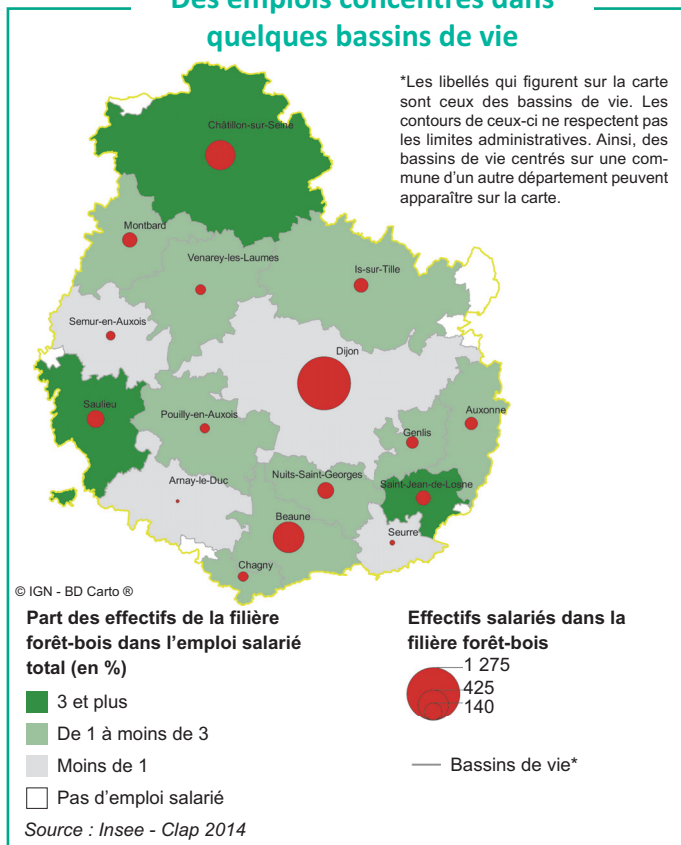 Des emplois concentrés dans
quelques bassins de vie
*Les libellés qui figurent sur la carte
sont ceux des bassins de vie. Les
contours de ceux-ci ne respectent pas
les limites administratives. Ainsi, des
bassins de vie centrés sur une com-
mune d'un autre département peuvent
apparaître sur la carte.
Châtillon-sur-Seine
Montbard
Venarey-les-Laumes
Is-sur-Tille
Semur-en-Auxois
Dijon
Saulieu
Pouilly-en-Auxois
Genlis
Auxonne
Arnay-le-Duc
Nuits-Saint-Georges
Saint-Jean-de-Losne
Beaune
Seurre
Chagny
© IGN - BD Carto ®
Part des effectifs de la filière
forêt-bois dans l'emploi salarié
total (en %)
3 et plus
De 1 à moins de 3
Moins de 1
Pas d'emploi salarié
Effectifs salariés dans la
filière forêt-bois
1 275
425
140
Bassins de vie*
Source : Insee - Clap 2014